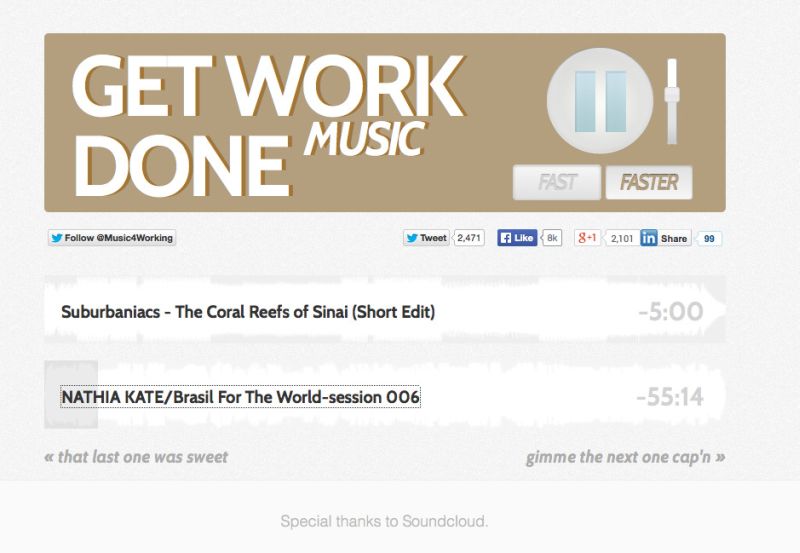 GET WORK
DONE MUSIC
FAST FASTER
Follow @Music4Working Tweet 2,471 Like 8k g+1 2,101 in Share 99
Suburbaniacs - The Coral Reefs of Sinai (Short Edit) -5:00
NATHIA KATE/Brasil For The World-session 006 -55:14
« that last one was sweet gimme the next one cap'n »
Special thanks to Soundcloud.